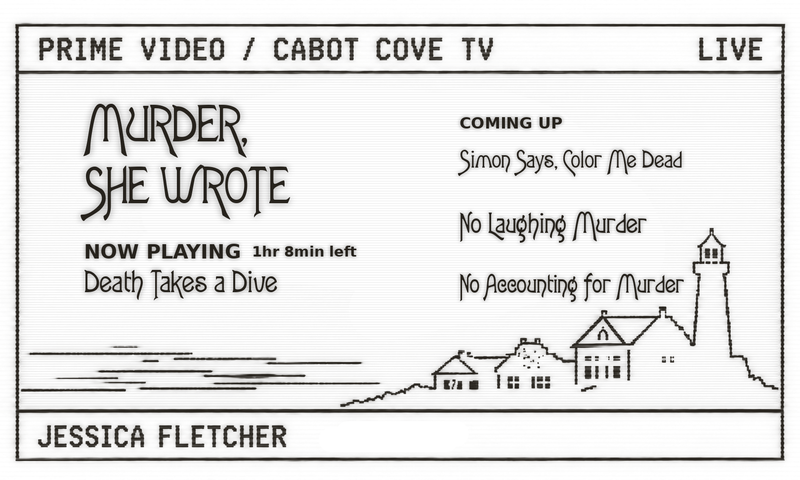 PRIME VIDEO / CABOT COVE TV
LIVE
MURDER,
SHE WROTE
NOW PLAYING 1hr 8min left
Death Takes a Dive
COMING UP
Simon Says, Color Me Dead
No Laughing Murder
No Accounting for Murder
JESSICA FLETCHER